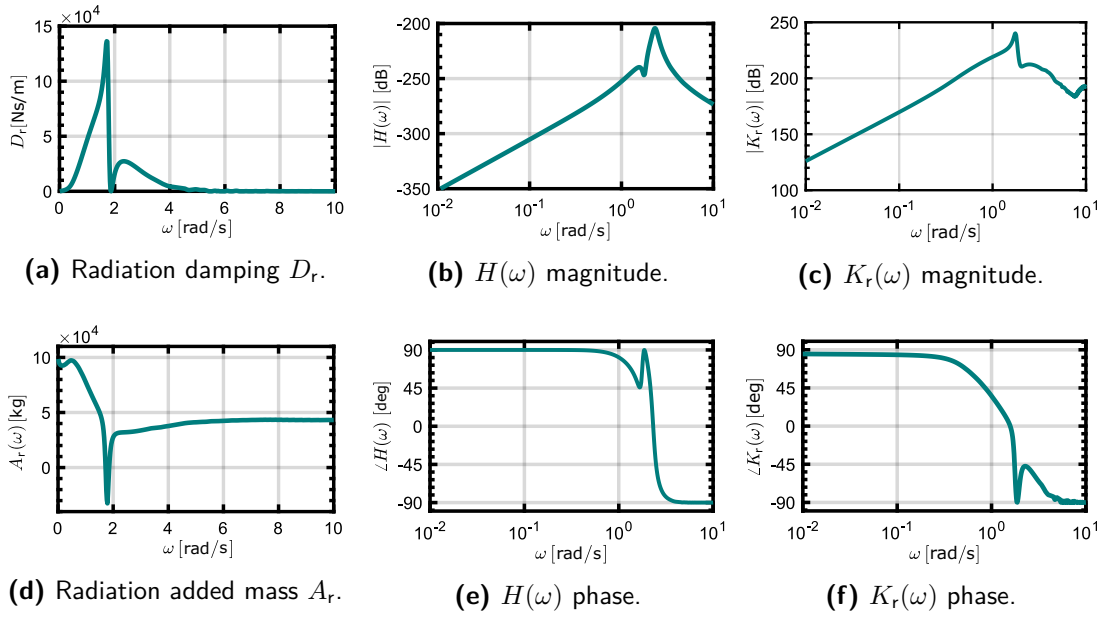 ×10⁴
15
10
5
0
D_r[Ns/m]
0 2 4 6 8 10
ω [rad/s]
(a) Radiation damping D_r.
-200
-250
-300
-350
|H(ω)| [dB]
10⁻² 10⁻¹ 10⁰ 10¹
ω [rad/s]
(b) H(ω) magnitude.
250
200
150
100
|K_r(ω)| [dB]
10⁻² 10⁻¹ 10⁰ 10¹
ω [rad/s]
(c) K_r(ω) magnitude.
×10⁴
10
5
0
A_r(ω) [kg]
0 2 4 6 8 10
ω [rad/s]
(d) Radiation added mass A_r.
90
45
0
-45
-90
∠H(ω) [deg]
10⁻² 10⁻¹ 10⁰ 10¹
ω [rad/s]
(e) H(ω) phase.
90
45
0
-45
-90
∠K_r(ω) [deg]
10⁻² 10⁻¹ 10⁰ 10¹
ω [rad/s]
(f) K_r(ω) phase.